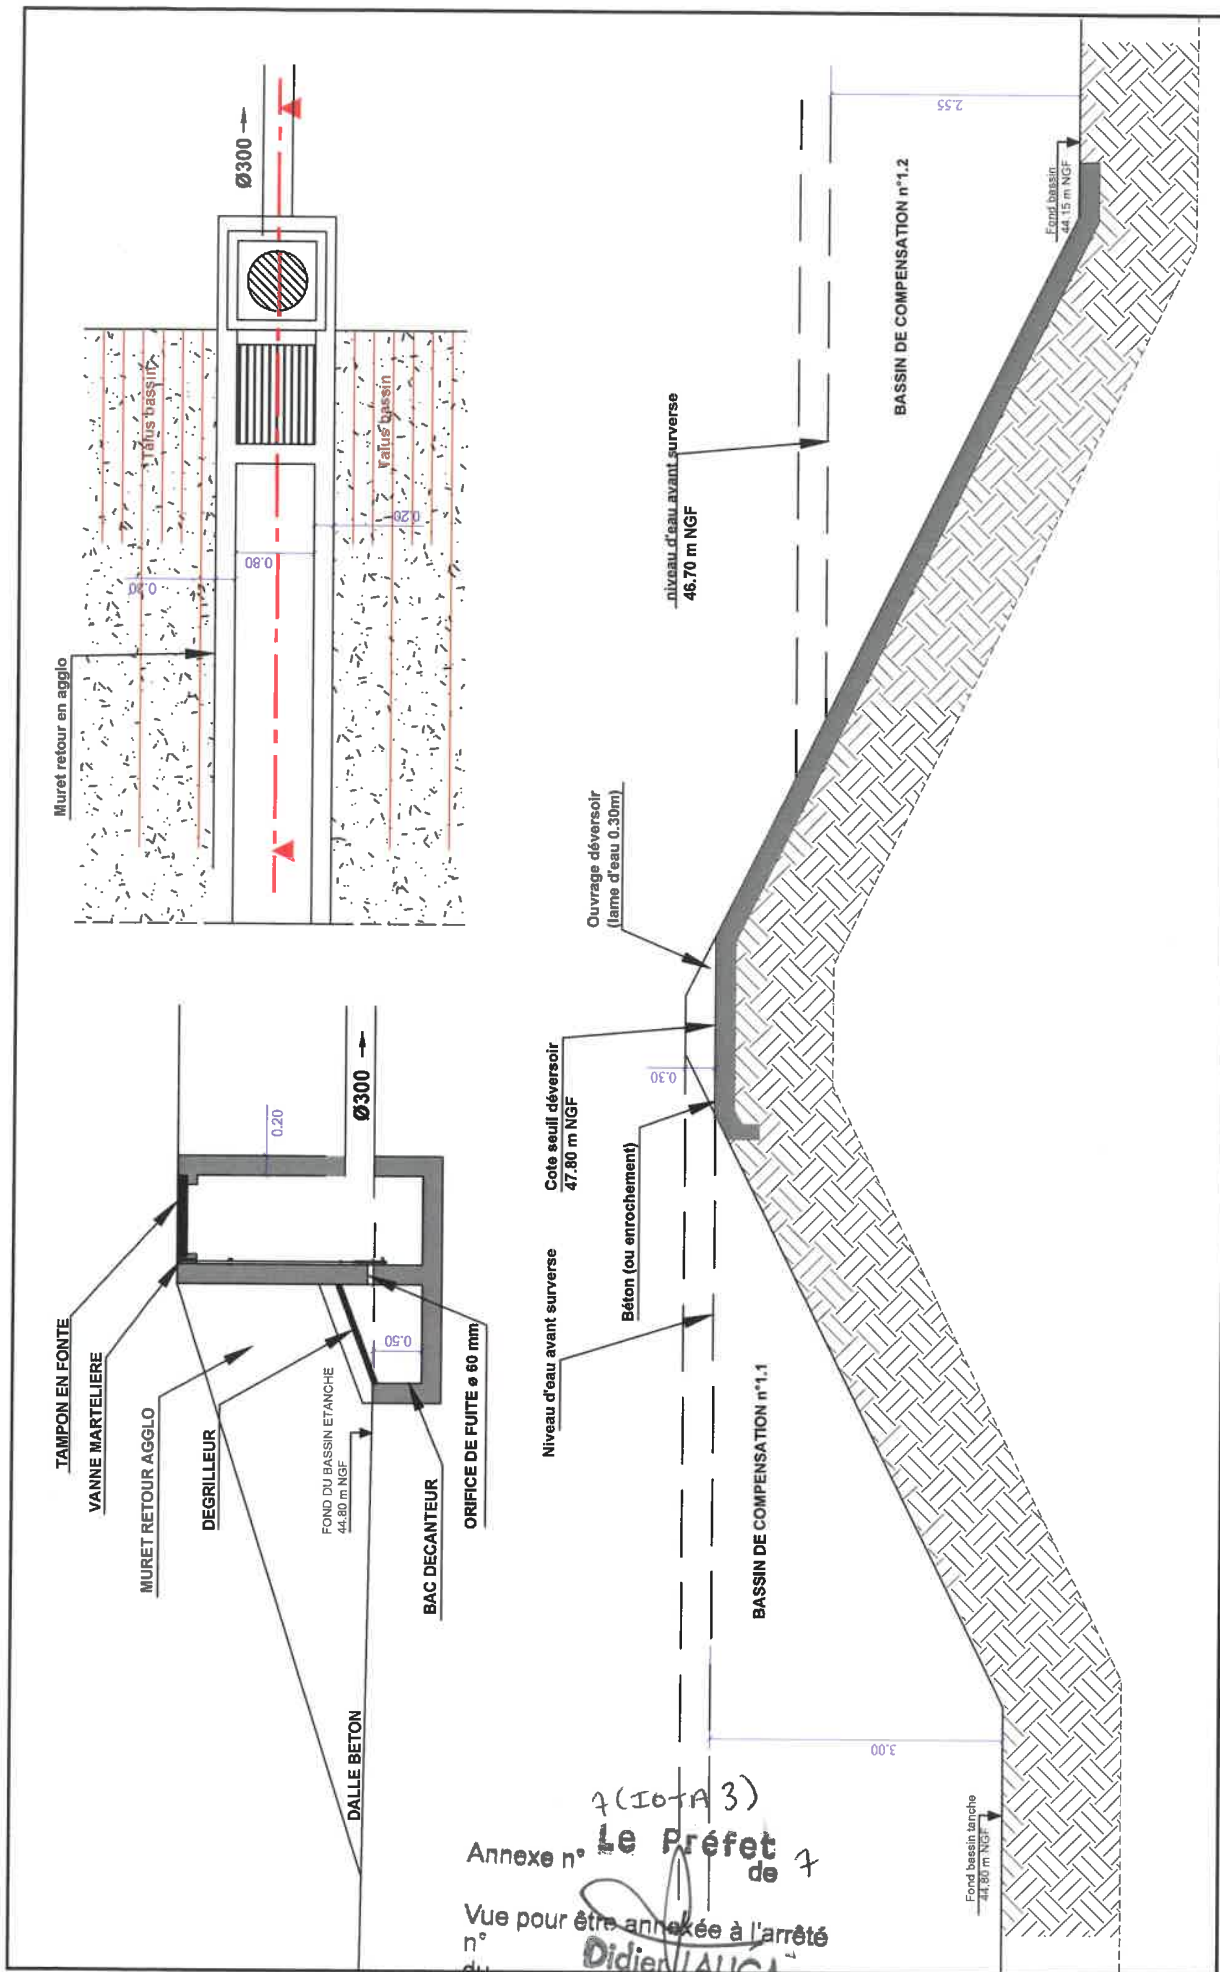 Muret retour en agglo
Talus bassin
Talus bassin
0.20
0.80
0.20
Ø300
TAMPON EN FONTE
VANNE MARTELIERE
MURET RETOUR AGGLO
DEGRILLEUR
FOND DU BASSIN ETANCHE
44.80 m NGF
DALLE BETON
BAC DECANTEUR
ORIFICE DE FUITE ø 60 mm
0.50
0.20
Ø300
Niveau d'eau avant surverse
Cote seuil déversoir
47.80 m NGF
Béton (ou enrochement)
Ouvrage déversoir
(lame d'eau 0.30m)
0.30
niveau d'eau avant surverse
46.70 m NGF
BASSIN DE COMPENSATION n°1.1
BASSIN DE COMPENSATION n°1.2
3.00
2.55
Fond bassin tanche
44.80 m NGF
Fond bassin
44.15 m NGF
7 (IOTA 3)
Annexe n°
Le Préfet
de 7
Vue pour être annexée à l'arrêté
n°
du
Didier